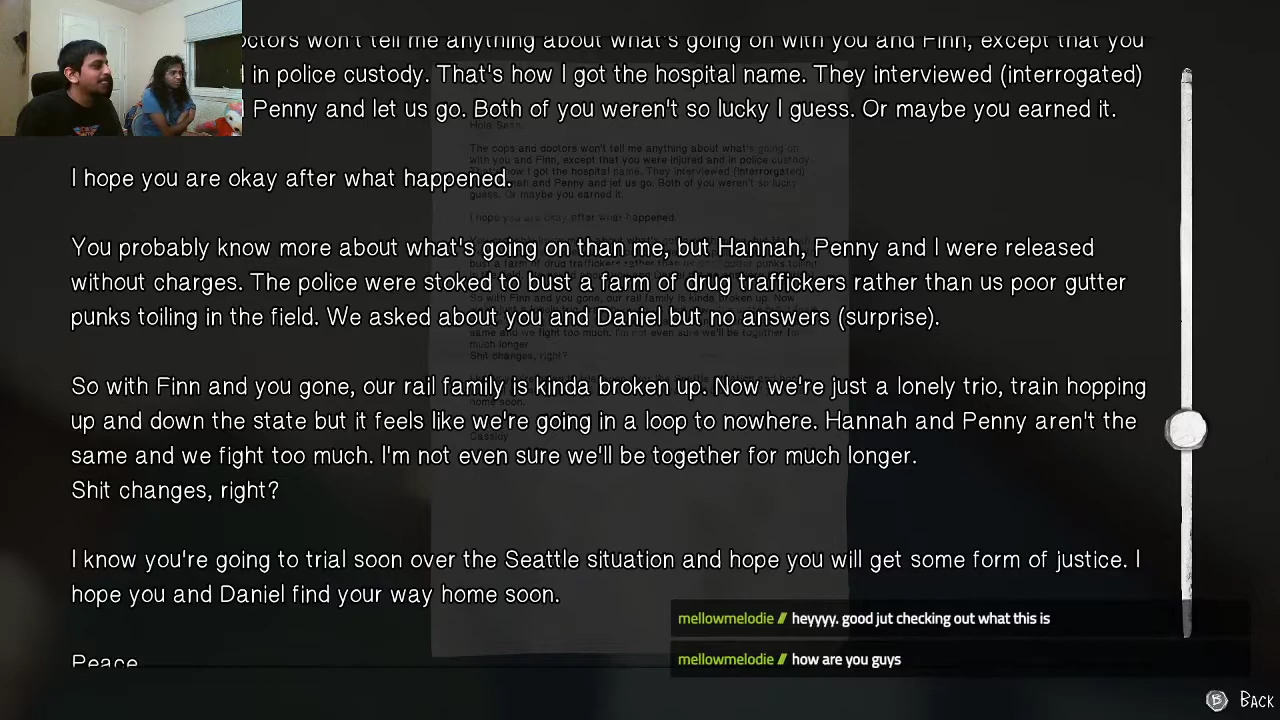 octors won't tell me anything about what's going on with you and Finn, except that you
in police custody. That's how I got the hospital name. They interviewed (interrogated)
Penny and let us go. Both of you weren't so lucky I guess. Or maybe you earned it.
I hope you are okay after what happened.
You probably know more about what's going on than me, but Hannah, Penny and I were released
without charges. The police were stoked to bust a farm of drug traffickers rather than us poor gutter
punks toiling in the field. We asked about you and Daniel but no answers (surprise).
So with Finn and you gone, our rail family is kinda broken up. Now we're just a lonely trio, train hopping
up and down the state but it feels like we're going in a loop to nowhere. Hannah and Penny aren't the
same and we fight too much. I'm not even sure we'll be together for much longer.
Shit changes, right?
I know you're going to trial soon over the Seattle situation and hope you will get some form of justice. I
hope you and Daniel find your way home soon.
Peace
mellowmelodie // heyyyy. good jut checking out what this is
mellowmelodie // how are you guys
B Back